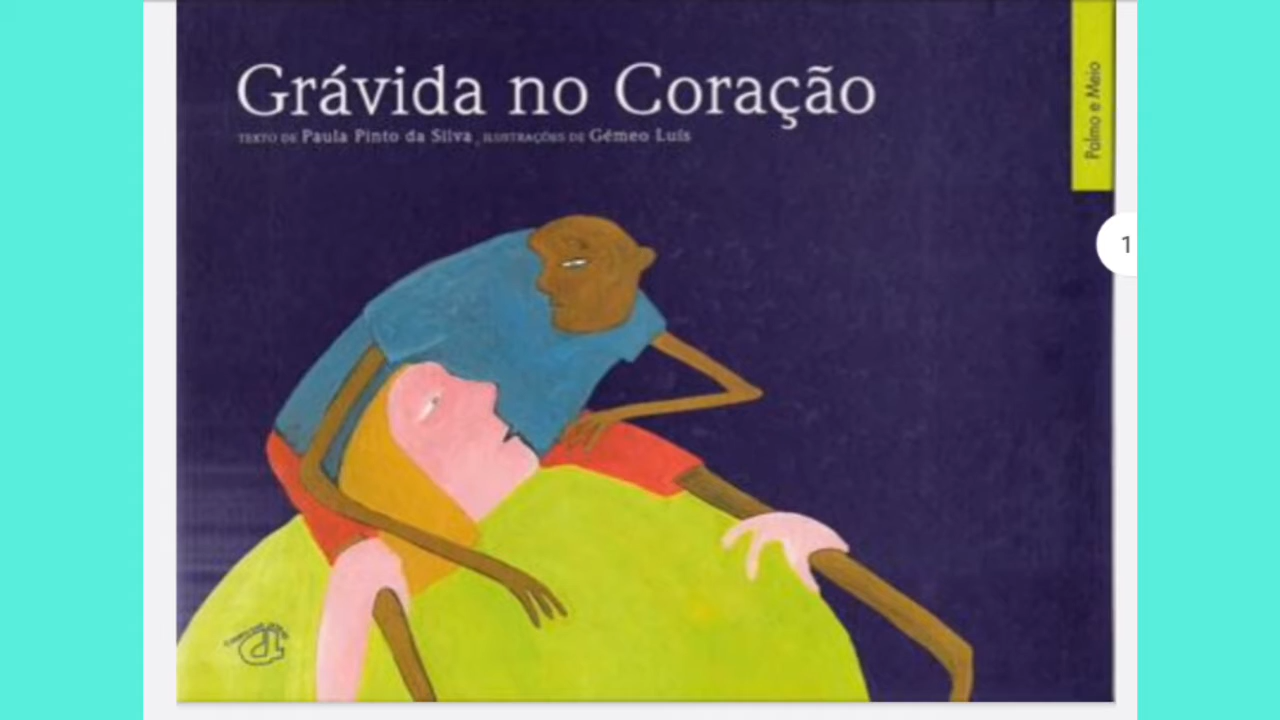 Grávida no Coração
TEXTO DE Paula Pinto da Silva, ILUSTRAÇÕES DE Gémeo Luís
Palmo e Meio
1